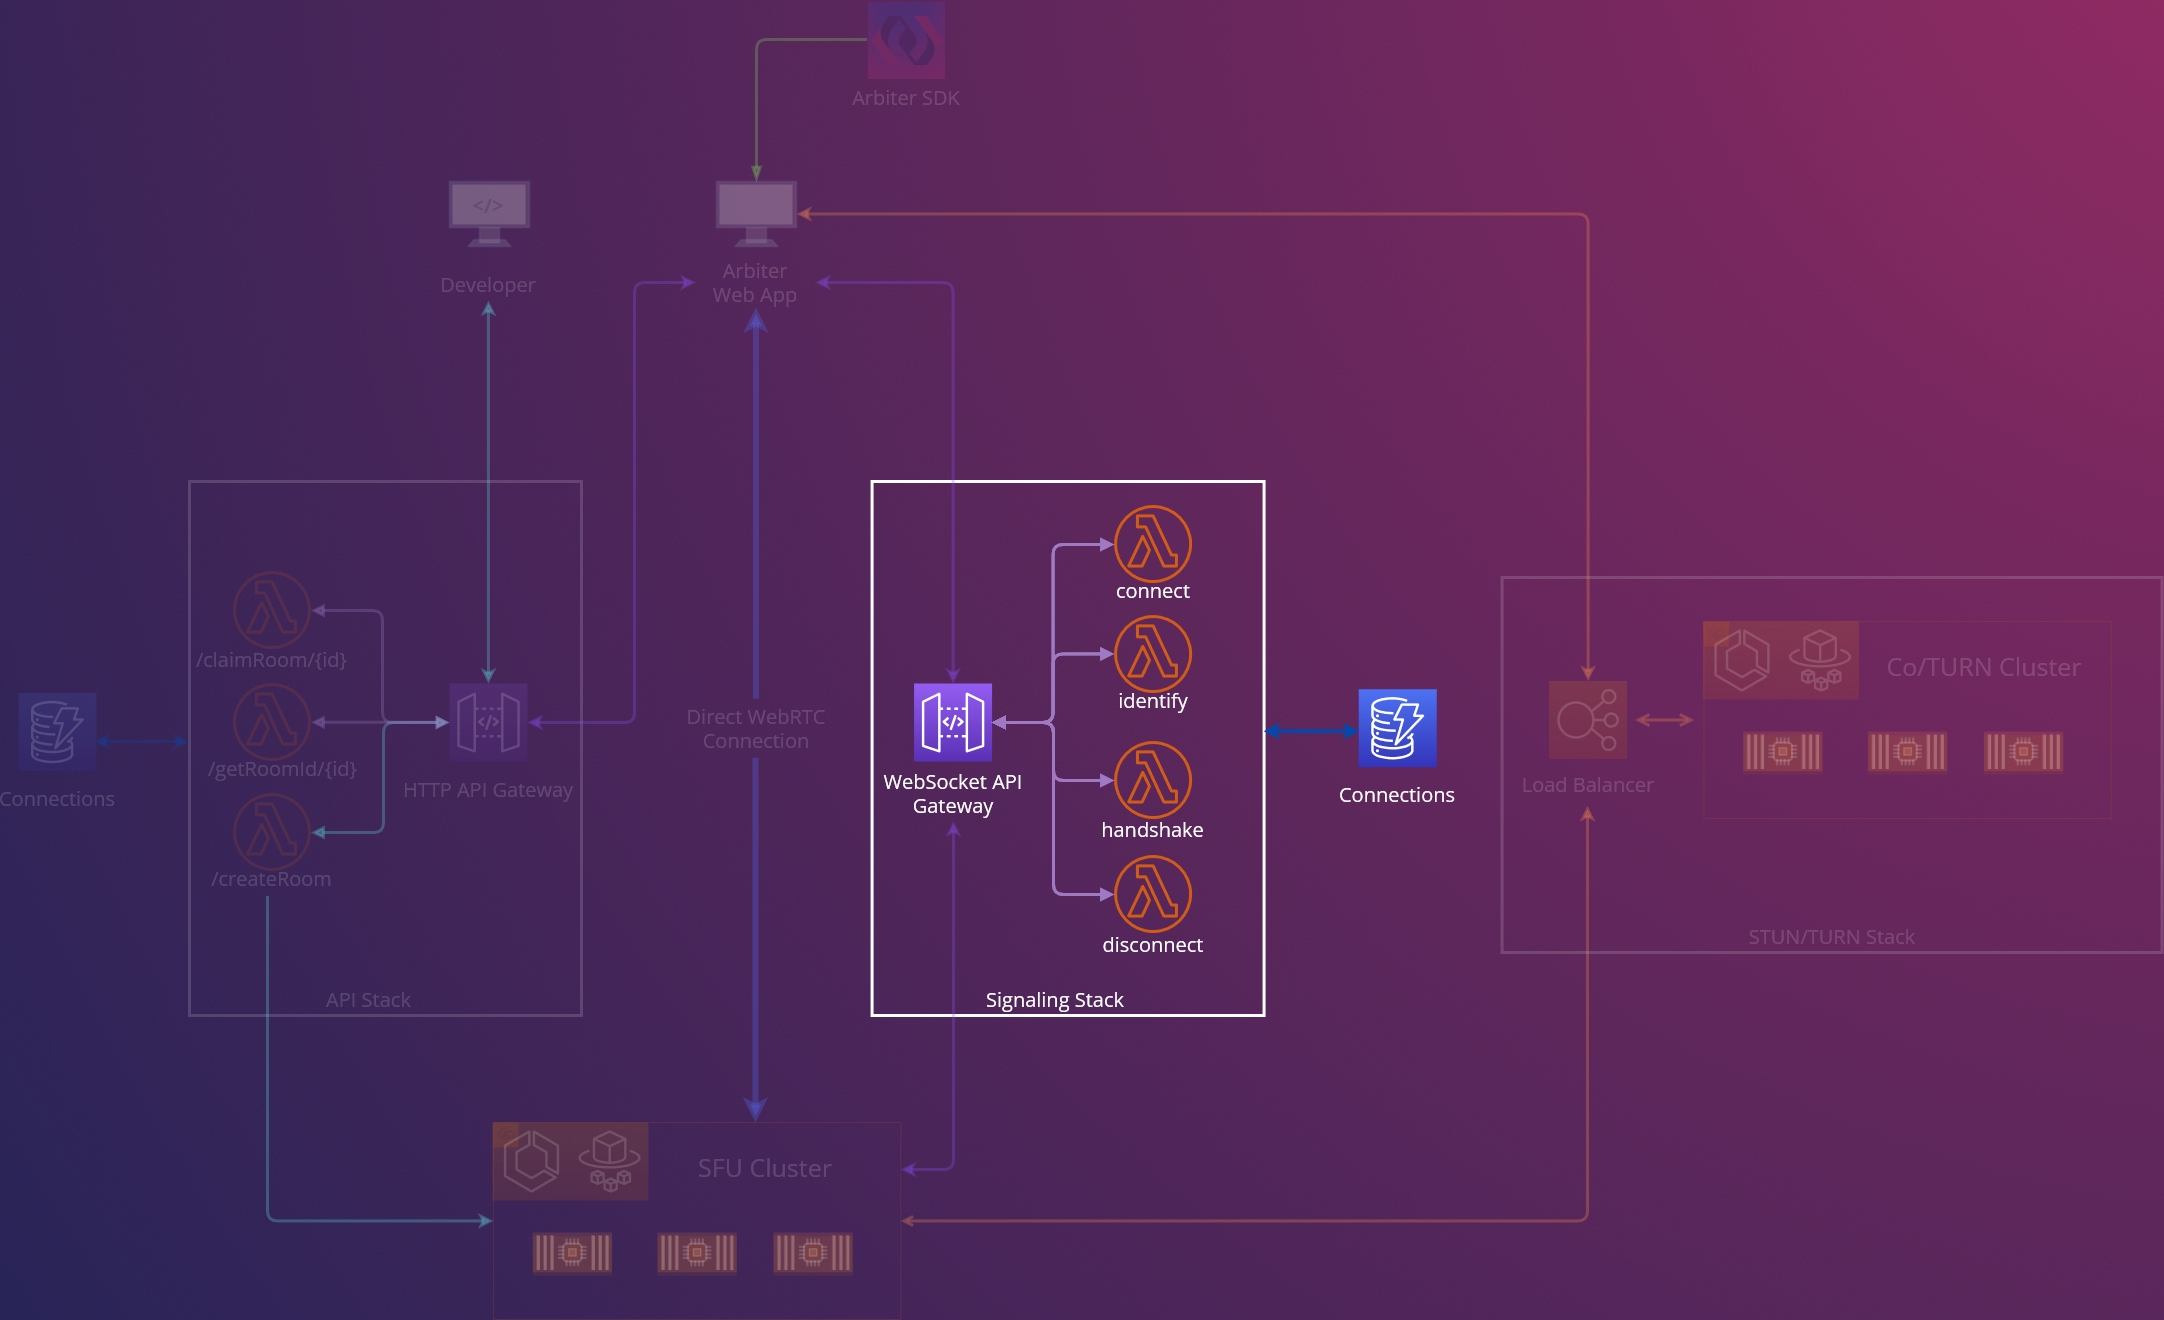 Arbiter SDK
</>
Developer
Arbiter
Web App
/claimRoom/{id}
/getRoomId/{id}
/createRoom
</>
HTTP API Gateway
API Stack
Connections
Direct WebRTC
Connection
</>
WebSocket API
Gateway
connect
identify
handshake
disconnect
Signaling Stack
Connections
Load Balancer
Co/TURN Cluster
STUN/TURN Stack
SFU Cluster